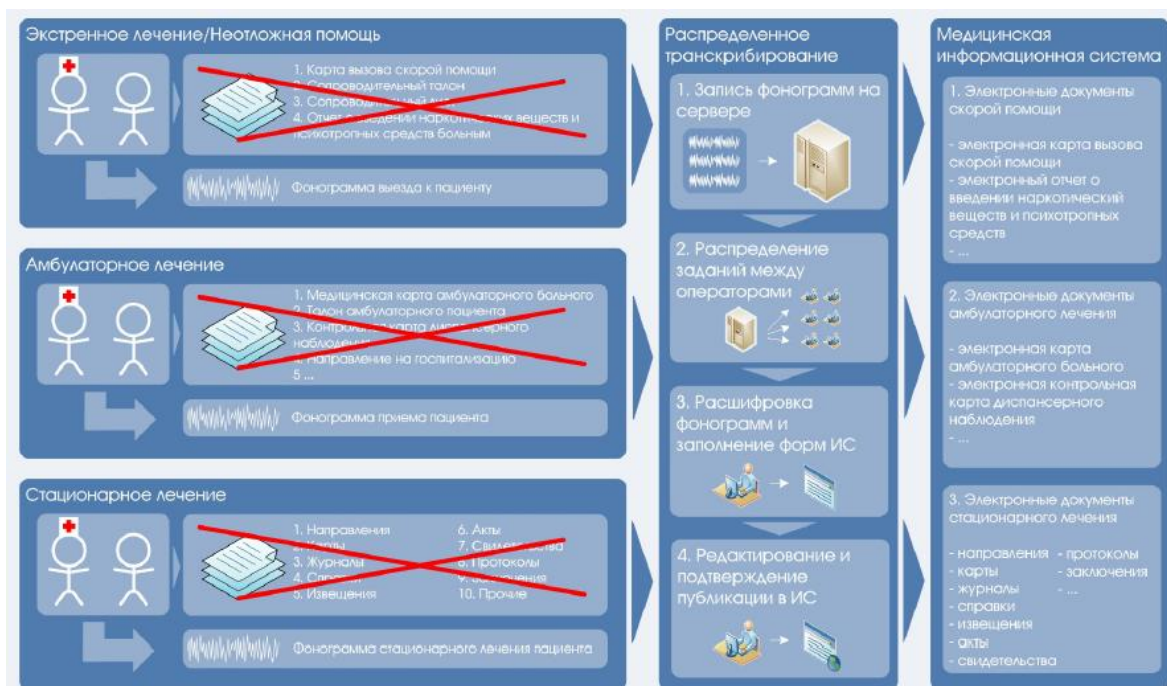 Экстренное лечение/Неотложная помощь
1. Карта вызова скорой помощи
2. Сопроводительный талон
3. Сопроводительный лист
4. Отчет о введении наркотических веществ и
психотропных средств больным
Фонограмма выезда к пациенту
Амбулаторное лечение
1. Медицинская карта амбулаторного больного
2. Талон амбулаторного пациента
3. Контрольная карта диспансерного
наблюдения
4. Направление на госпитализацию
5 ...
Фонограмма приема пациента
Стационарное лечение
1. Направления
2. Карты
3. Журналы
4. Справки
5. Извещения
6. Акты
7. Свидетельства
8. Протоколы
9. Заключения
10. Прочие
Фонограмма стационарного лечения пациента
Распределенное
транскрибирование
1. Запись фонограмм на
сервере
2. Распределение
заданий между
операторами
3. Расшифровка
фонограмм и
заполнение форм ИС
4. Редактирование и
подтверждение
публикации в ИС
Медицинская
информационная система
1. Электронные документы
скорой помощи
- электронная карта вызова
скорой помощи
- электронный отчет о
введении наркотический
веществ и психотропных
средств
- ...
2. Электронные документы
амбулаторного лечения
- электронная карта
амбулаторного больного
- электронная контрольная
карта диспансерного
наблюдения
- ...
3. Электронные документы
стационарного лечения
- направления
- карты
- журналы
- справки
- извещения
- акты
- свидетельства
- протоколы
- заключения
- ...